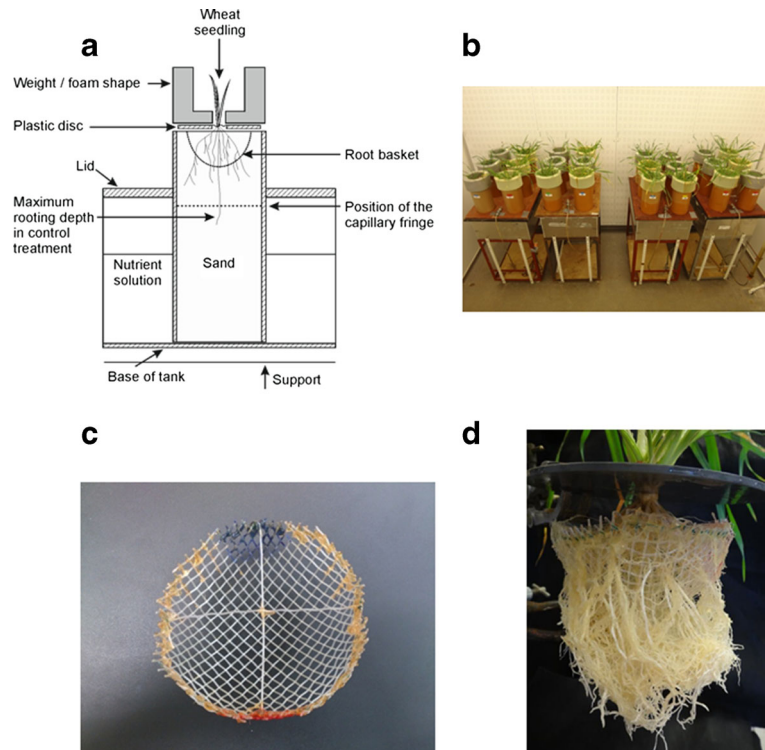 a
Wheat
seedling
Weight / foam shape
Plastic disc
Root basket
Lid
Maximum
rooting depth
in control
treatment
Position of the
capillary fringe
Nutrient
solution
Sand
Base of tank
Support
b
c
d